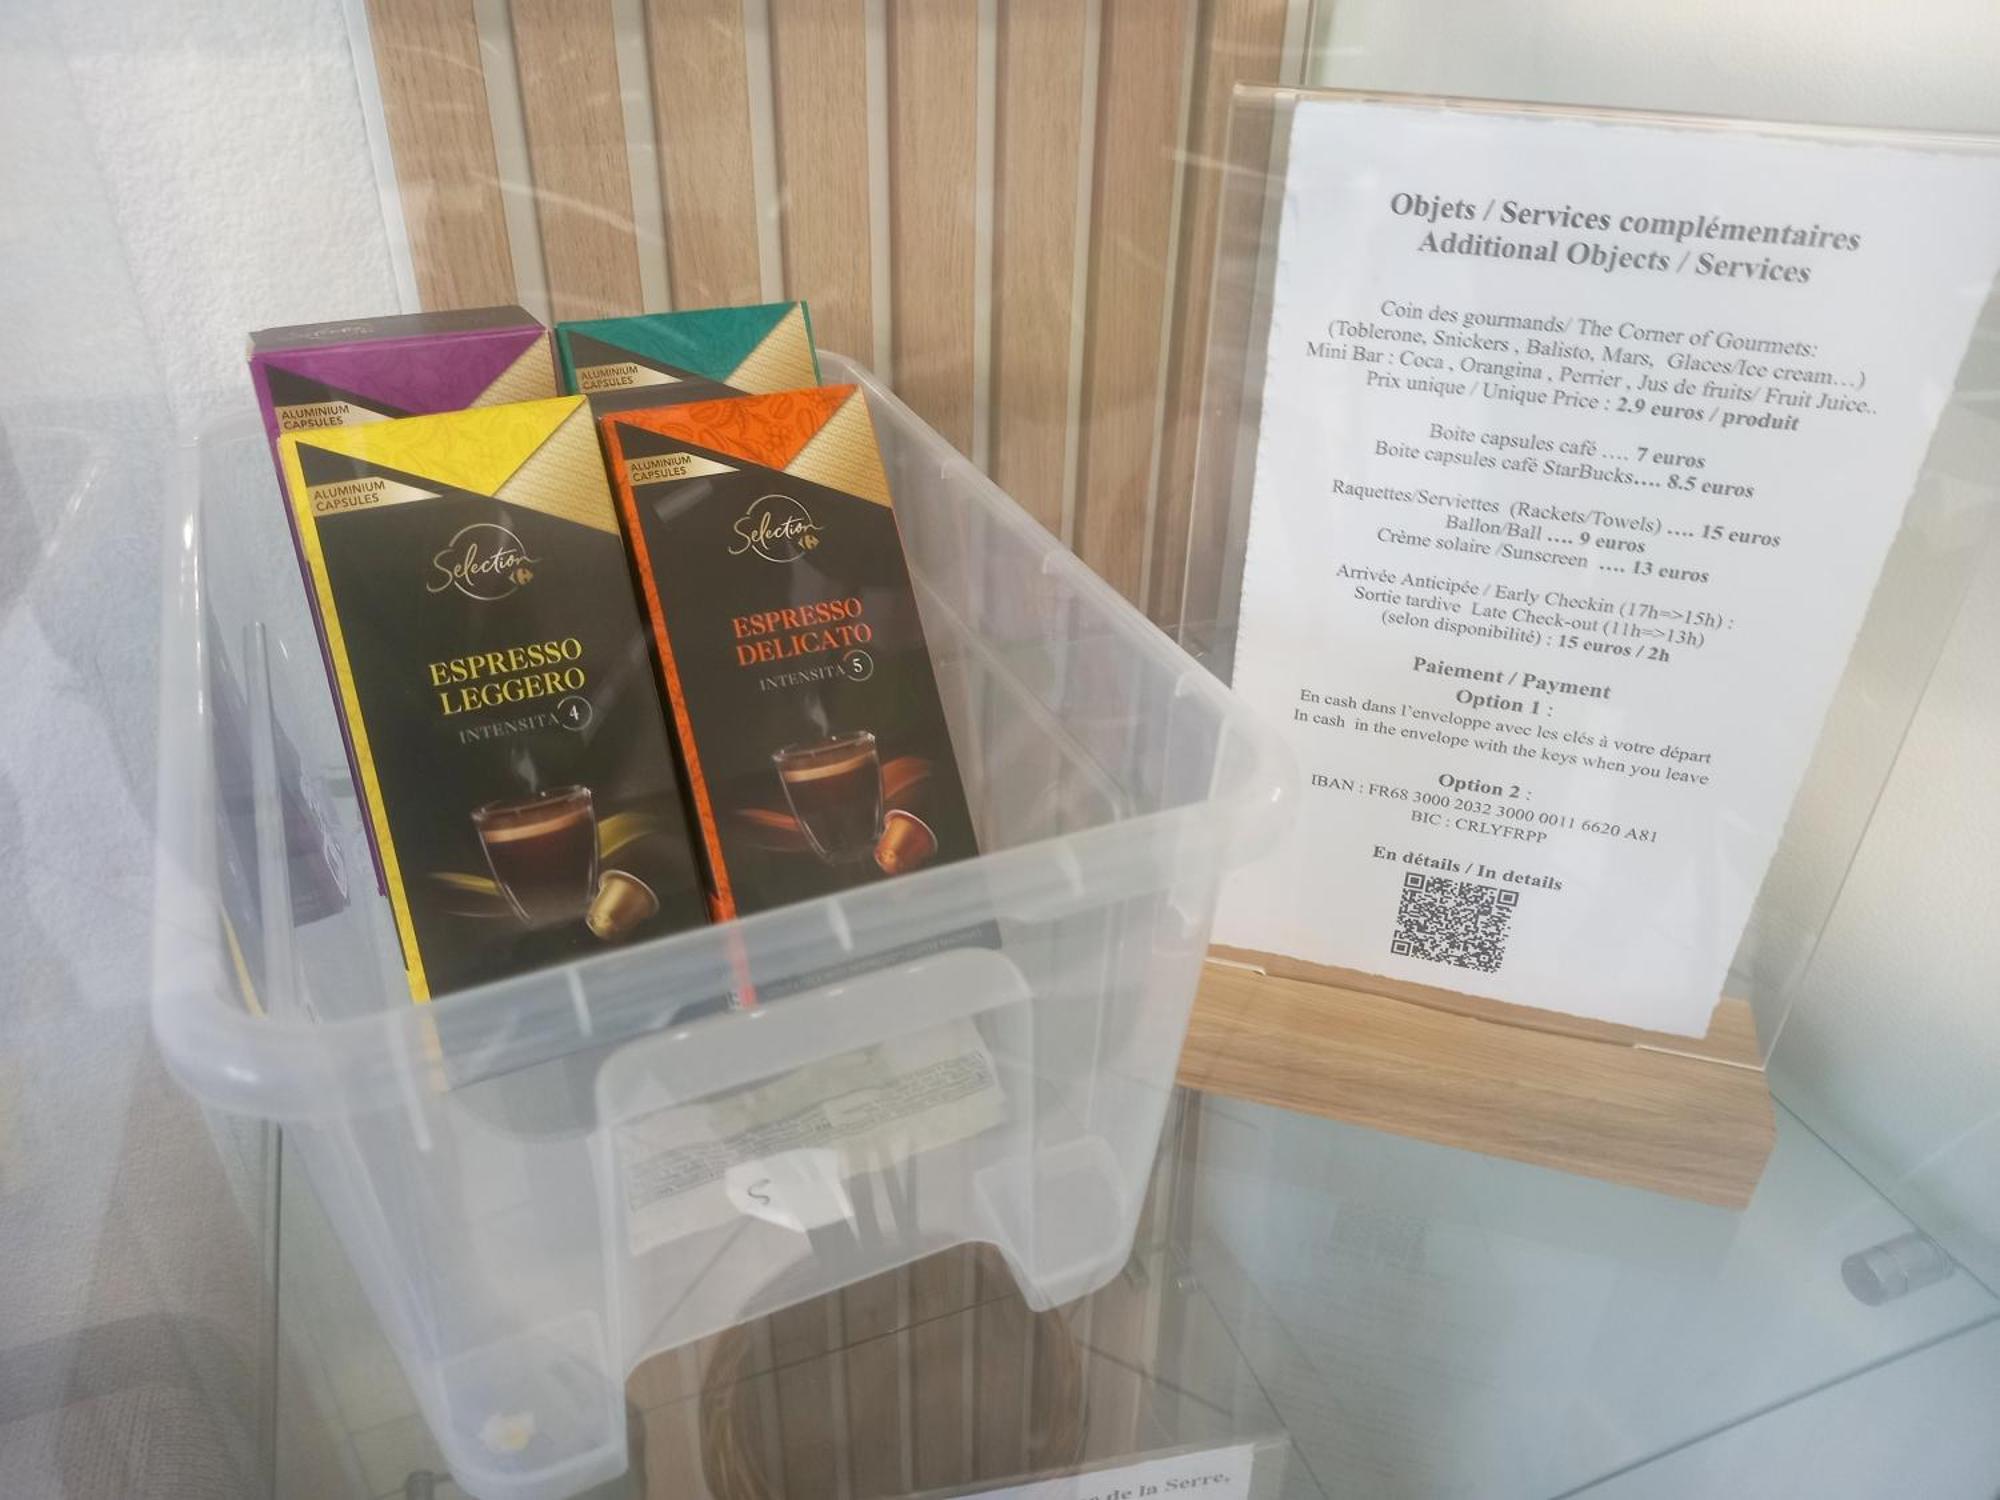 ALUMINIUM
CAPSULES
ALUMINIUM
CAPSULES
ALUMINIUM
CAPSULES
Selection
ESPRESSO
LEGGERO
INTENSITA 4
ALUMINIUM
CAPSULES
Selection
ESPRESSO
DELICATO
INTENSITA 5
Objets / Services complémentaires
Additional Objects / Services
Coin des gourmands/ The Corner of Gourmets:
(Toblerone, Snickers , Balisto, Mars, Glaces/Ice cream…)
Mini Bar : Coca , Orangina , Perrier , Jus de fruits/ Fruit Juice..
Prix unique / Unique Price : 2.9 euros / produit
Boite capsules café …. 7 euros
Boite capsules café StarBucks…. 8.5 euros
Raquettes/Serviettes (Rackets/Towels) …. 15 euros
Ballon/Ball …. 9 euros
Crème solaire /Sunscreen …. 13 euros
Arrivée Anticipée / Early Checkin (17h=>15h) :
Sortie tardive Late Check-out (11h=>13h)
(selon disponibilité) : 15 euros / 2h
Paiement / Payment
Option 1 :
En cash dans l'enveloppe avec les clés à votre départ
In cash in the envelope with the keys when you leave
Option 2 :
IBAN : FR68 3000 2032 3000 0011 6620 A81
BIC : CRLYFRPP
En détails / In details
de la Serre,